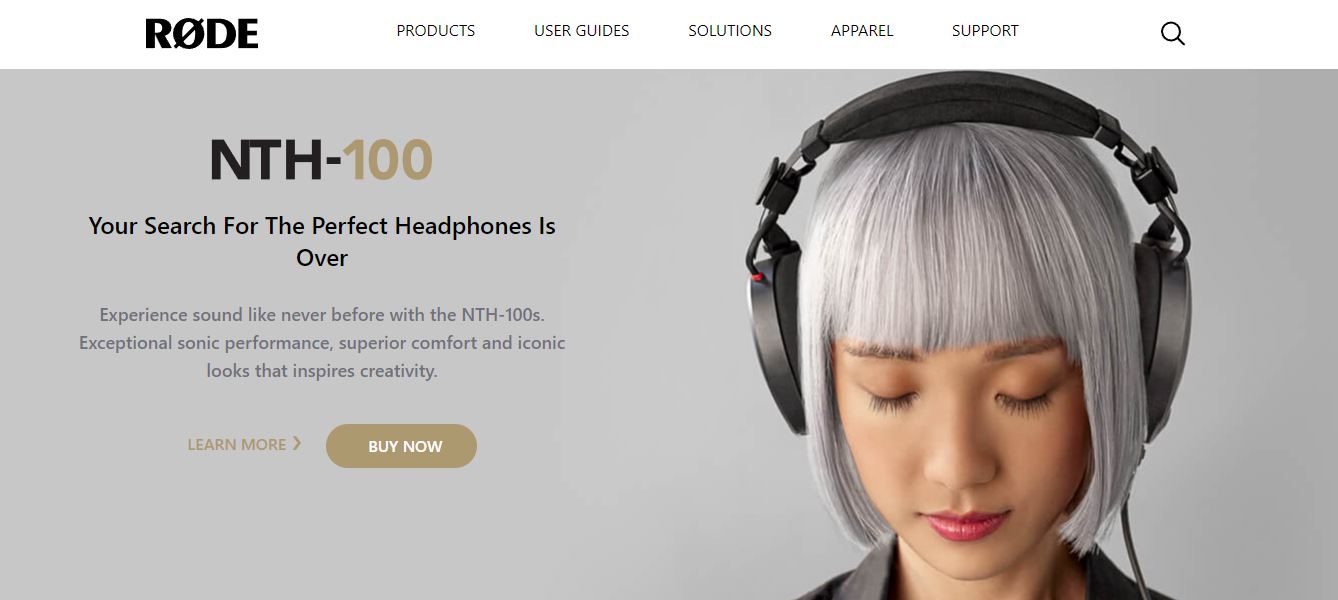 RØDE
PRODUCTS
USER GUIDES
SOLUTIONS
APPAREL
SUPPORT
NTH-100
Your Search For The Perfect Headphones Is
Over
Experience sound like never before with the NTH-100s.
Exceptional sonic performance, superior comfort and iconic
looks that inspires creativity.
LEARN MORE ❯
BUY NOW